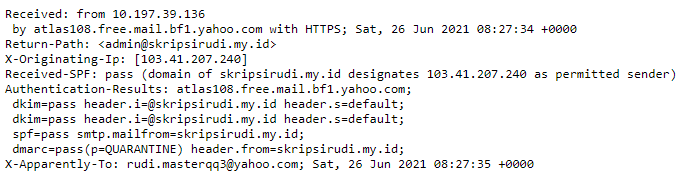 Received: from 10.197.39.136
by atlas108.free.mail.bf1.yahoo.com with HTTPS; Sat, 26 Jun 2021 08:27:34 +0000
Return-Path: <admin@skripsirudi.my.id>
X-Originating-Ip: [103.41.207.240]
Received-SPF: pass (domain of skripsirudi.my.id designates 103.41.207.240 as permitted sender)
Authentication-Results: atlas108.free.mail.bf1.yahoo.com;
dkim=pass header.i=@skripsirudi.my.id header.s=default;
dkim=pass header.i=@skripsirudi.my.id header.s=default;
spf=pass smtp.mailfrom=skripsirudi.my.id;
dmarc=pass(p=QUARANTINE) header.from=skripsirudi.my.id;
X-Apparently-To: rudi.masterqq3@yahoo.com; Sat, 26 Jun 2021 08:27:35 +0000